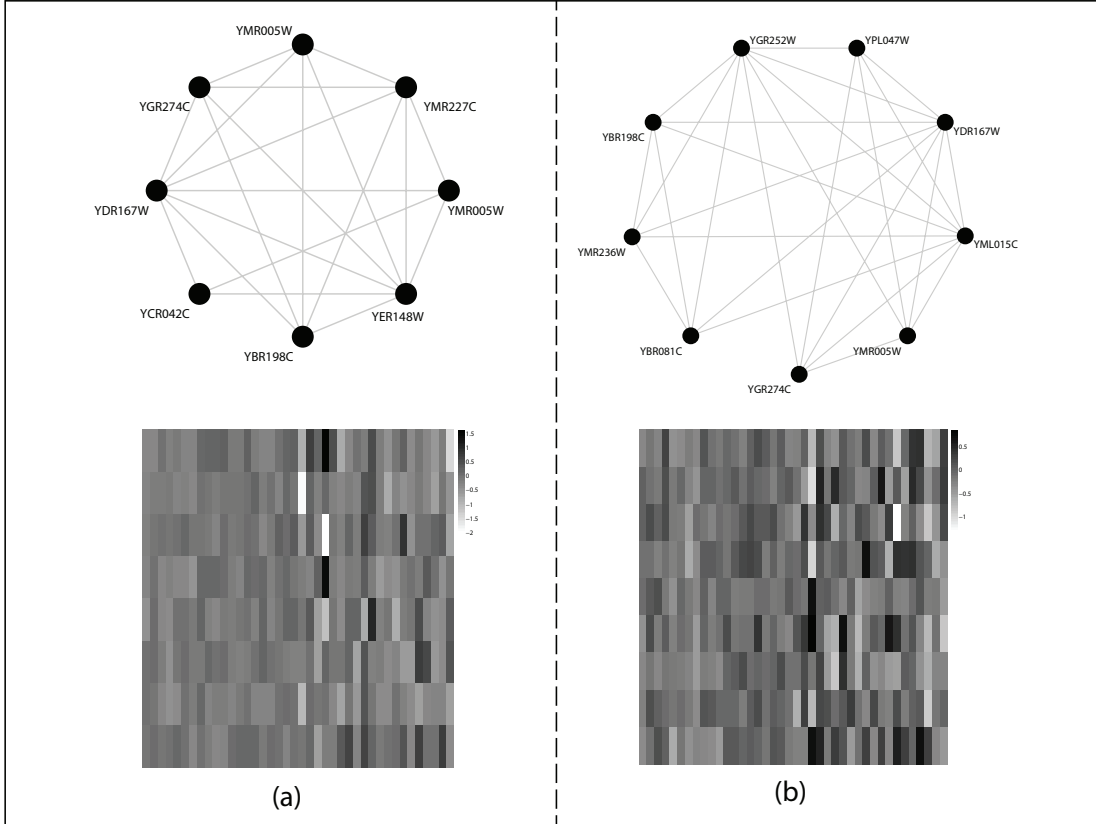 YMR005W
YGR274C
YMR227C
YDR167W
YMR005W
YCR042C
YER148W
YBR198C
1.5
1
0.5
0
−0.5
−1
−1.5
−2
(a)
YGR252W
YPL047W
YBR198C
YDR167W
YMR236W
YML015C
YBR081C
YMR005W
YGR274C
0.5
0
−0.5
−1
(b)